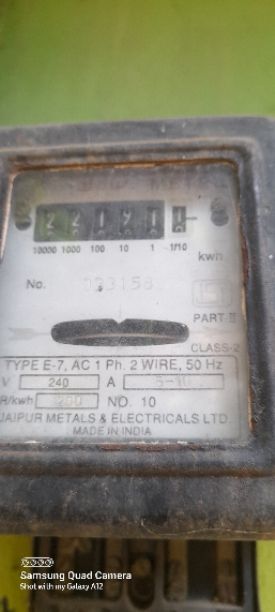 10000 1000 100 10 1 1/10
kwh
No. 093158
PART II
CLASS-2
TYPE E-7, AC 1 Ph. 2 WIRE, 50 Hz
V 240 A 5-10
R/kwh NO. 10
JAIPUR METALS & ELECTRICALS LTD.
MADE IN INDIA
Samsung Quad Camera
Shot with my Galaxy A12